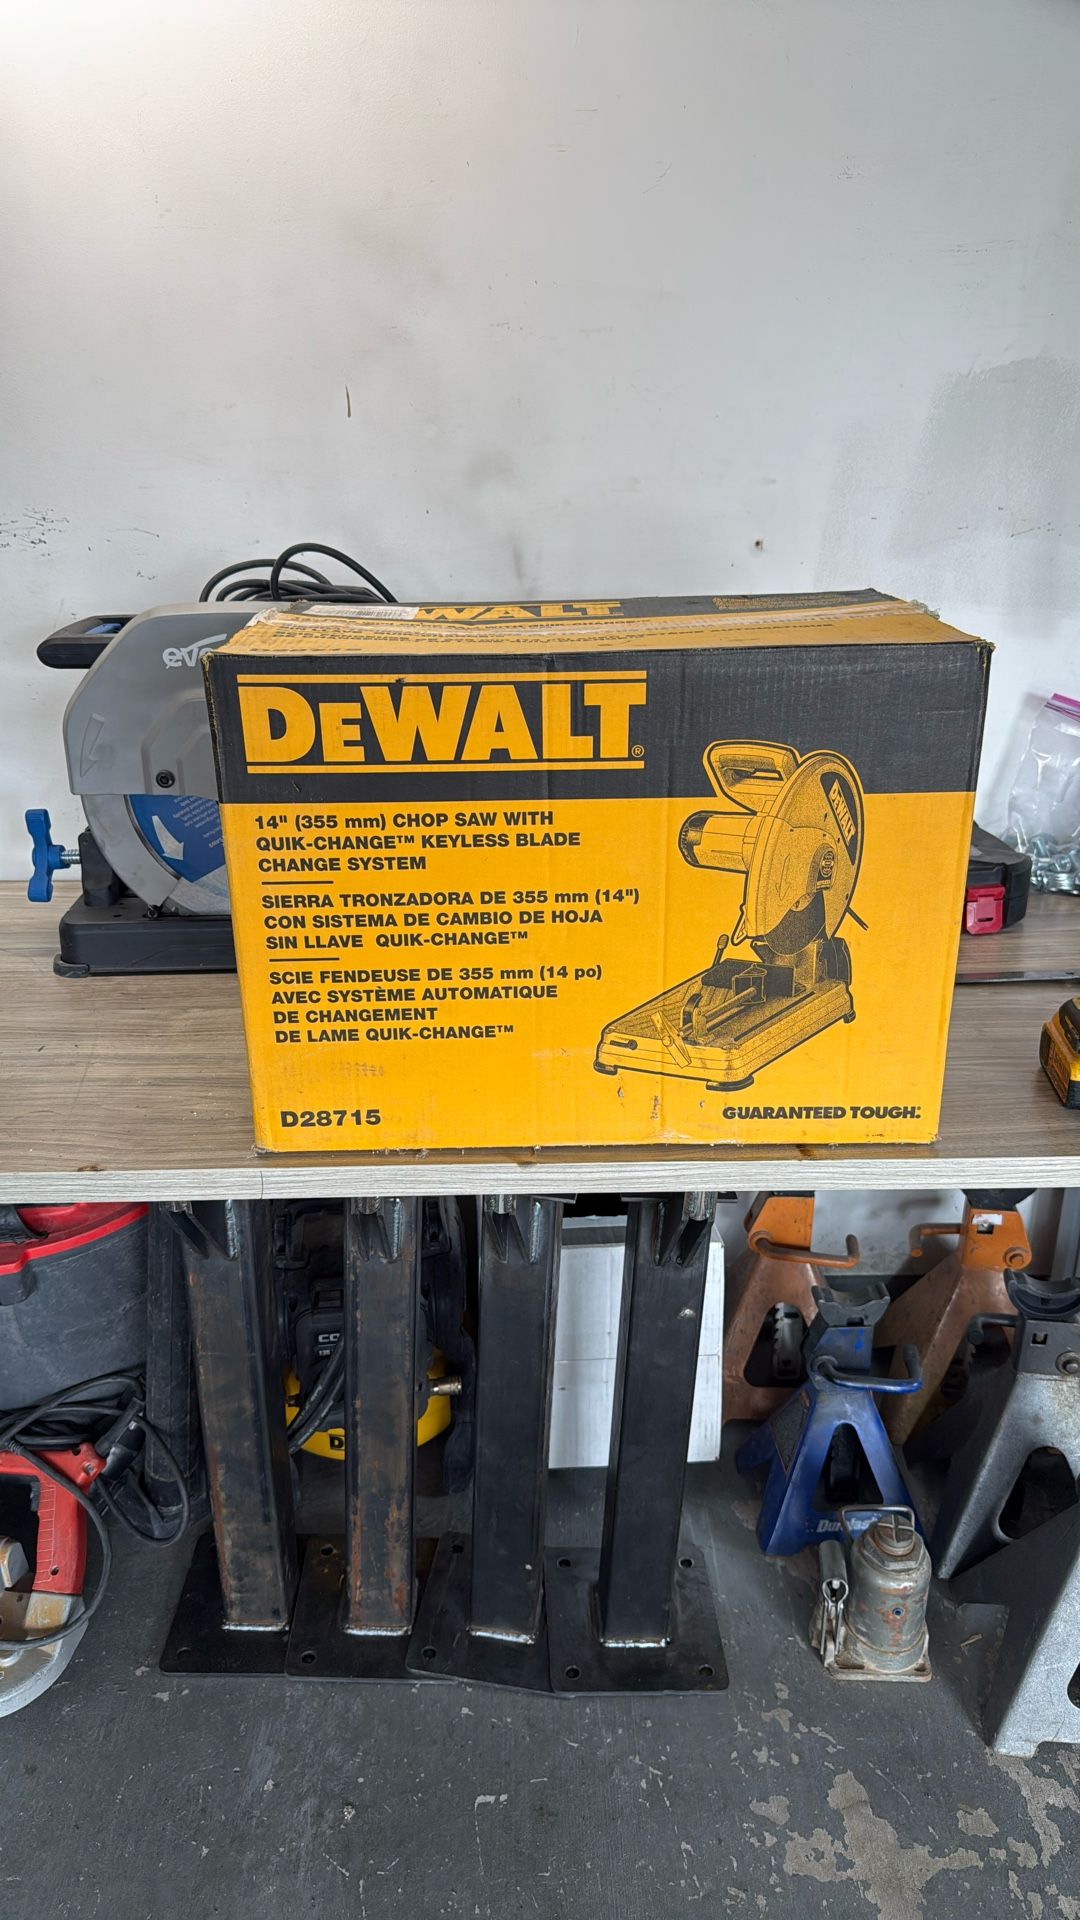 DEWALT
DEWALT®
14" (355 mm) CHOP SAW WITH
QUIK-CHANGE™ KEYLESS BLADE
CHANGE SYSTEM
SIERRA TRONZADORA DE 355 mm (14")
CON SISTEMA DE CAMBIO DE HOJA
SIN LLAVE QUIK-CHANGE™
SCIE FENDEUSE DE 355 mm (14 po)
AVEC SYSTÈME AUTOMATIQUE
DE CHANGEMENT
DE LAME QUIK-CHANGE™
D28715
GUARANTEED TOUGH.®
DEWALT